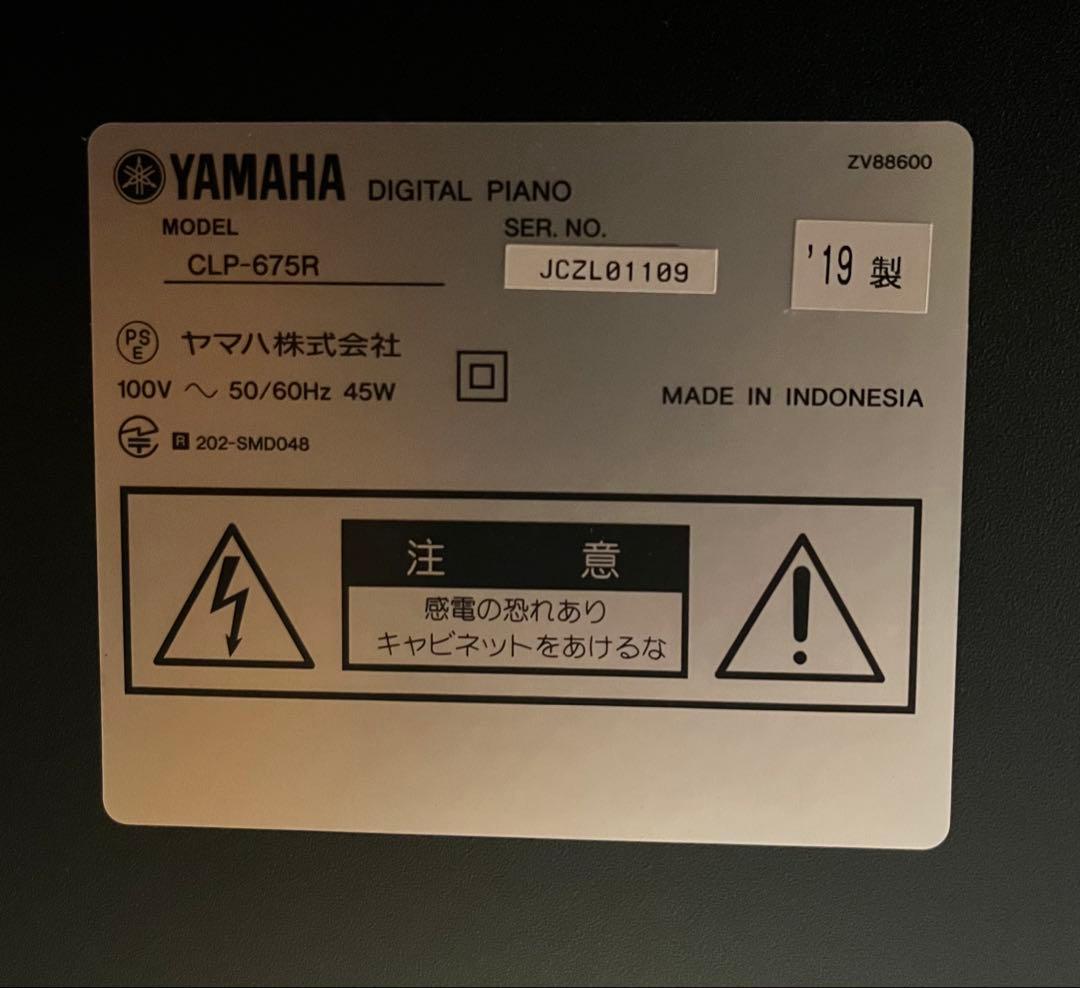 ZV88600
YAMAHA DIGITAL PIANO
MODEL
CLP-675R
SER. NO.
JCZL01109
'19 製
PSE ヤマハ株式会社
100V ～ 50/60Hz 45W
MADE IN INDONESIA
R 202-SMD048
注意
感電の恐れあり
キャビネットをあけるな